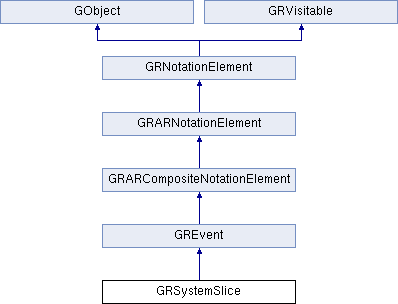 GObject
GRVisitable
GRNotationElement
GRARNotationElement
GRARCompositeNotationElement
GREvent
GRSystemSlice